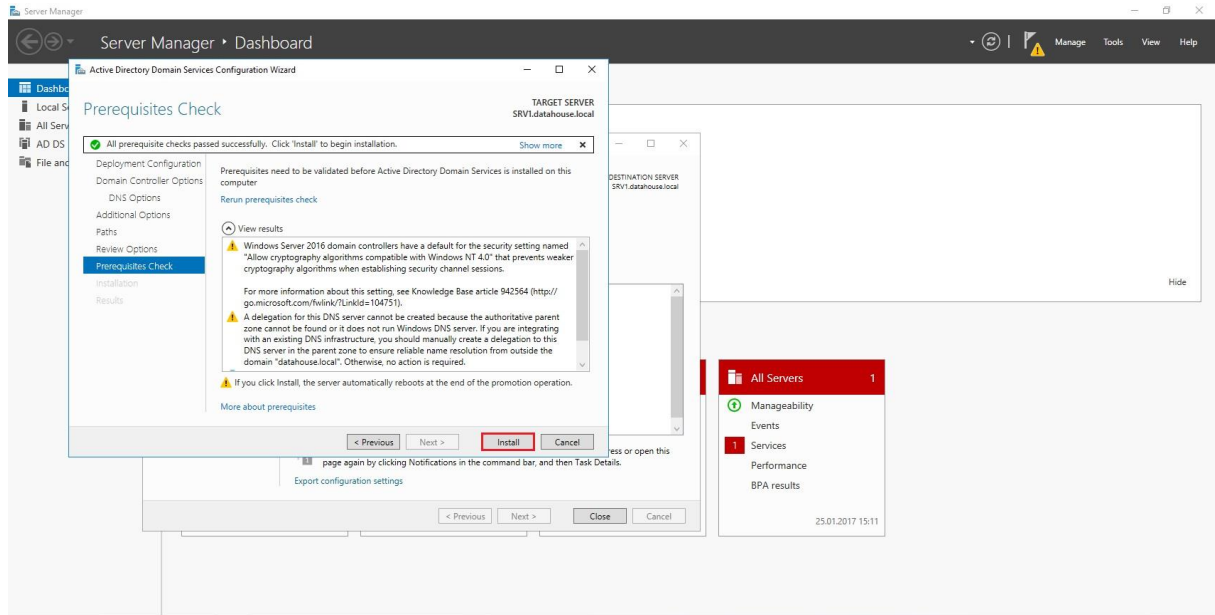 Server Manager
Server Manager ‣ Dashboard
Manage Tools View Help
Active Directory Domain Services Configuration Wizard
Prerequisites Check
TARGET SERVER
SRV1.datahouse.local
All prerequisite checks passed successfully. Click 'Install' to begin installation.
Show more
Deployment Configuration
Domain Controller Options
DNS Options
Additional Options
Paths
Review Options
Prerequisites Check
Installation
Results
Prerequisites need to be validated before Active Directory Domain Services is installed on this
computer
Rerun prerequisites check
View results
Windows Server 2016 domain controllers have a default for the security setting named
"Allow cryptography algorithms compatible with Windows NT 4.0" that prevents weaker
cryptography algorithms when establishing security channel sessions.
For more information about this setting, see Knowledge Base article 942564 (http://
go.microsoft.com/fwlink/?LinkId=104751).
A delegation for this DNS server cannot be created because the authoritative parent
zone cannot be found or it does not run Windows DNS server. If you are integrating
with an existing DNS infrastructure, you should manually create a delegation to this
DNS server in the parent zone to ensure reliable name resolution from outside the
domain "datahouse.local". Otherwise, no action is required.
If you click Install, the server automatically reboots at the end of the promotion operation.
More about prerequisites
< Previous Next > Install Cancel
Dashbo
Local S
All Serv
AD DS
File and
DESTINATION SERVER
SRV1.datahouse.local
Hide
ress or open this
page again by clicking Notifications in the command bar, and then Task Details.
Export configuration settings
< Previous Next > Close Cancel
All Servers 1
Manageability
Events
1 Services
Performance
BPA results
25.01.2017 15:11